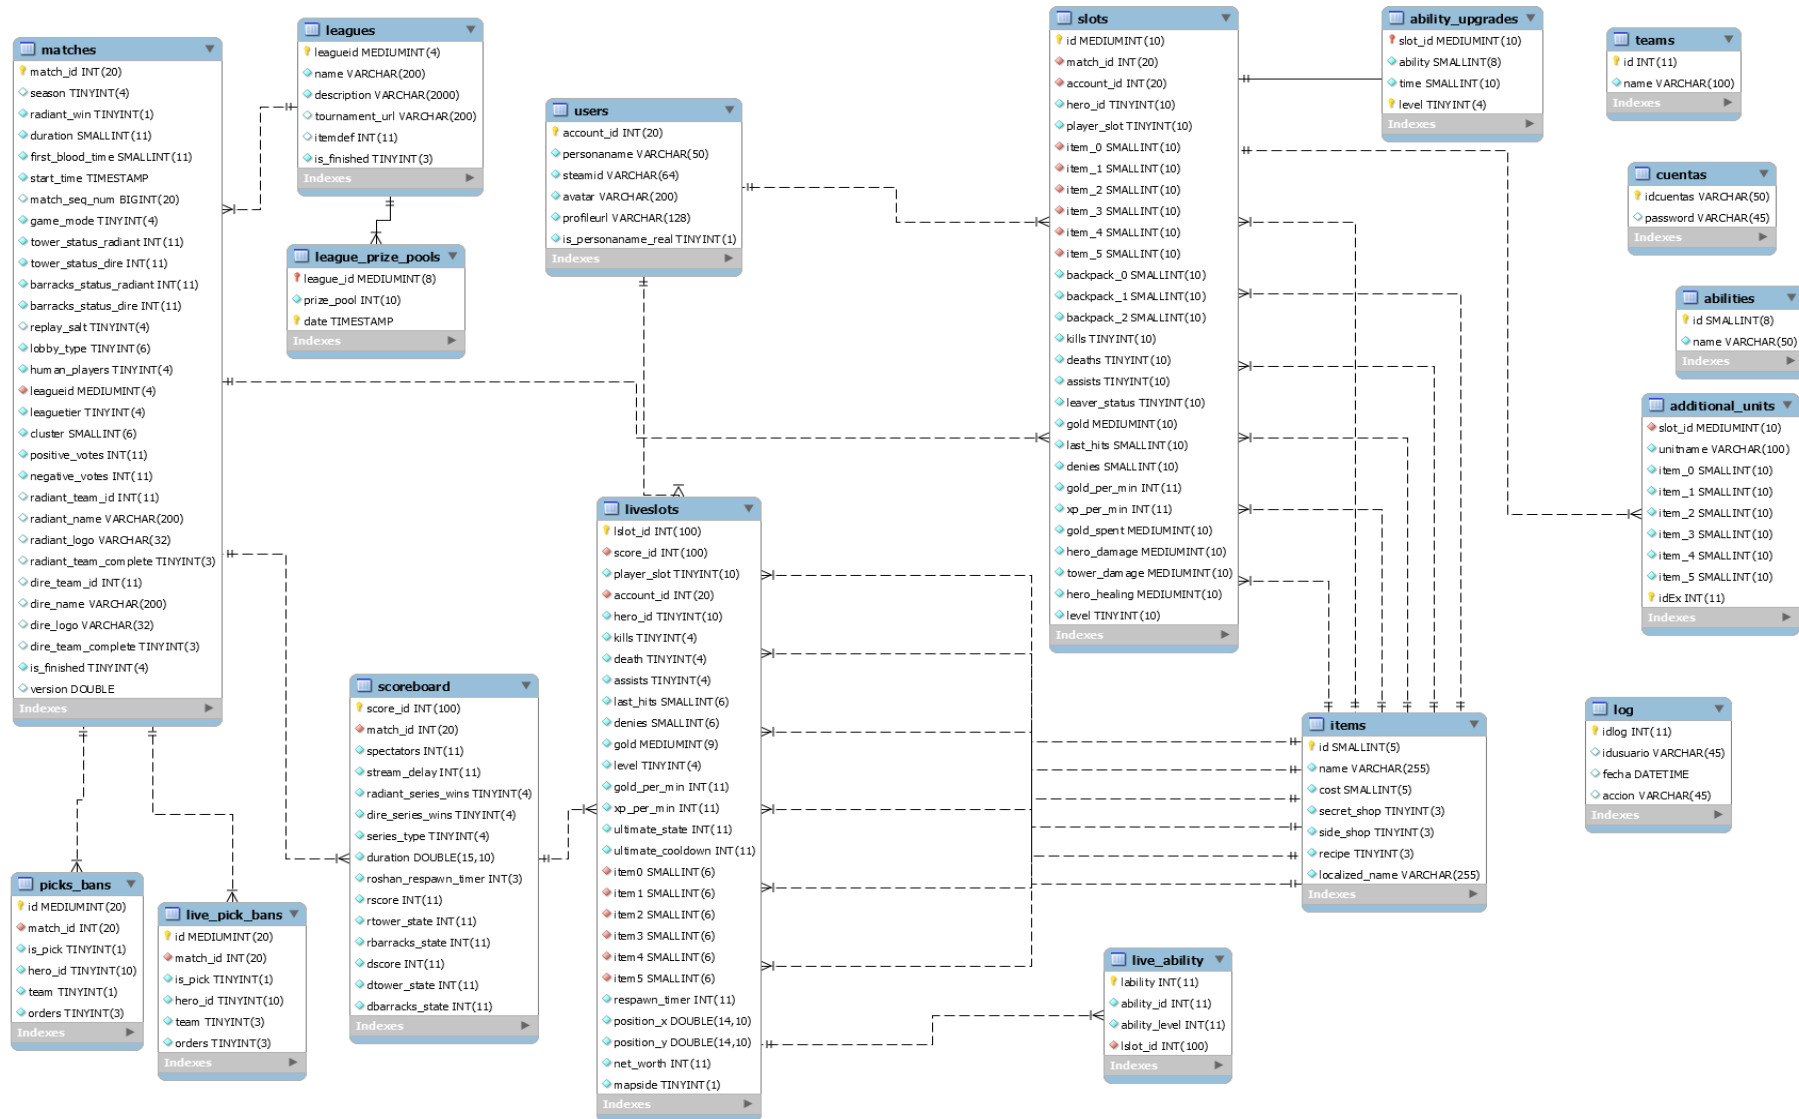 matches
match_id INT(20)
season TINYINT(4)
radiant_win TINYINT(1)
duration SMALLINT(11)
first_blood_time SMALLINT(11)
start_time TIMESTAMP
match_seq_num BIGINT(20)
game_mode TINYINT(4)
tower_status_radiant INT(11)
tower_status_dire INT(11)
barracks_status_radiant INT(11)
barracks_status_dire INT(11)
replay_salt TINYINT(4)
lobby_type TINYINT(6)
human_players TINYINT(4)
leagueid MEDIUMINT(4)
leaguetier TINYINT(4)
cluster SMALLINT(6)
positive_votes INT(11)
negative_votes INT(11)
radiant_team_id INT(11)
radiant_name VARCHAR(200)
radiant_logo VARCHAR(32)
radiant_team_complete TINYINT(3)
dire_team_id INT(11)
dire_name VARCHAR(200)
dire_logo VARCHAR(32)
dire_team_complete TINYINT(3)
is_finished TINYINT(4)
version DOUBLE
Indexes
leagues
leagueid MEDIUMINT(4)
name VARCHAR(200)
description VARCHAR(2000)
tournament_url VARCHAR(200)
itemdef INT(11)
is_finished TINYINT(3)
Indexes
league_prize_pools
league_id MEDIUMINT(8)
prize_pool INT(10)
date TIMESTAMP
Indexes
users
account_id INT(20)
personaname VARCHAR(50)
steamid VARCHAR(64)
avatar VARCHAR(200)
profileurl VARCHAR(128)
is_personaname_real TINYINT(1)
Indexes
slots
id MEDIUMINT(10)
match_id INT(20)
account_id INT(20)
hero_id TINYINT(10)
player_slot TINYINT(10)
item_0 SMALLINT(10)
item_1 SMALLINT(10)
item_2 SMALLINT(10)
item_3 SMALLINT(10)
item_4 SMALLINT(10)
item_5 SMALLINT(10)
backpack_0 SMALLINT(10)
backpack_1 SMALLINT(10)
backpack_2 SMALLINT(10)
kills TINYINT(10)
deaths TINYINT(10)
assists TINYINT(10)
leaver_status TINYINT(10)
gold MEDIUMINT(10)
last_hits SMALLINT(10)
denies SMALLINT(10)
gold_per_min INT(11)
xp_per_min INT(11)
gold_spent MEDIUMINT(10)
hero_damage MEDIUMINT(10)
tower_damage MEDIUMINT(10)
hero_healing MEDIUMINT(10)
level TINYINT(10)
Indexes
ability_upgrades
slot_id MEDIUMINT(10)
ability SMALLINT(8)
time SMALLINT(10)
level TINYINT(4)
Indexes
teams
id INT(11)
name VARCHAR(100)
Indexes
cuentas
idcuentas VARCHAR(50)
password VARCHAR(45)
Indexes
abilities
id SMALLINT(8)
name VARCHAR(50)
Indexes
additional_units
slot_id MEDIUMINT(10)
unitname VARCHAR(100)
item_0 SMALLINT(10)
item_1 SMALLINT(10)
item_2 SMALLINT(10)
item_3 SMALLINT(10)
item_4 SMALLINT(10)
item_5 SMALLINT(10)
idEx INT(11)
Indexes
picks_bans
id MEDIUMINT(20)
match_id INT(20)
is_pick TINYINT(1)
hero_id TINYINT(10)
team TINYINT(1)
orders TINYINT(3)
Indexes
live_pick_bans
id MEDIUMINT(20)
match_id INT(20)
is_pick TINYINT(1)
hero_id TINYINT(10)
team TINYINT(3)
orders TINYINT(3)
Indexes
scoreboard
score_id INT(100)
match_id INT(20)
spectators INT(11)
stream_delay INT(11)
radiant_series_wins TINYINT(4)
dire_series_wins TINYINT(4)
series_type TINYINT(4)
duration DOUBLE(15,10)
roshan_respawn_timer INT(3)
rscore INT(11)
rtower_state INT(11)
rbarracks_state INT(11)
dscore INT(11)
dtower_state INT(11)
dbarracks_state INT(11)
Indexes
liveslots
lslot_id INT(100)
score_id INT(100)
player_slot TINYINT(10)
account_id INT(20)
hero_id TINYINT(10)
kills TINYINT(4)
death TINYINT(4)
assists TINYINT(4)
last_hits SMALLINT(6)
denies SMALLINT(6)
gold MEDIUMINT(9)
level TINYINT(4)
gold_per_min INT(11)
xp_per_min INT(11)
ultimate_state INT(11)
ultimate_cooldown INT(11)
item0 SMALLINT(6)
item1 SMALLINT(6)
item2 SMALLINT(6)
item3 SMALLINT(6)
item4 SMALLINT(6)
item5 SMALLINT(6)
respawn_timer INT(11)
position_x DOUBLE(14,10)
position_y DOUBLE(14,10)
net_worth INT(11)
mapside TINYINT(1)
Indexes
items
id SMALLINT(5)
name VARCHAR(255)
cost SMALLINT(5)
secret_shop TINYINT(3)
side_shop TINYINT(3)
recipe TINYINT(3)
localized_name VARCHAR(255)
Indexes
live_ability
lability INT(11)
ability_id INT(11)
ability_level INT(11)
lslot_id INT(100)
Indexes
log
idlog INT(11)
idusuario VARCHAR(45)
fecha DATETIME
accion VARCHAR(45)
Indexes